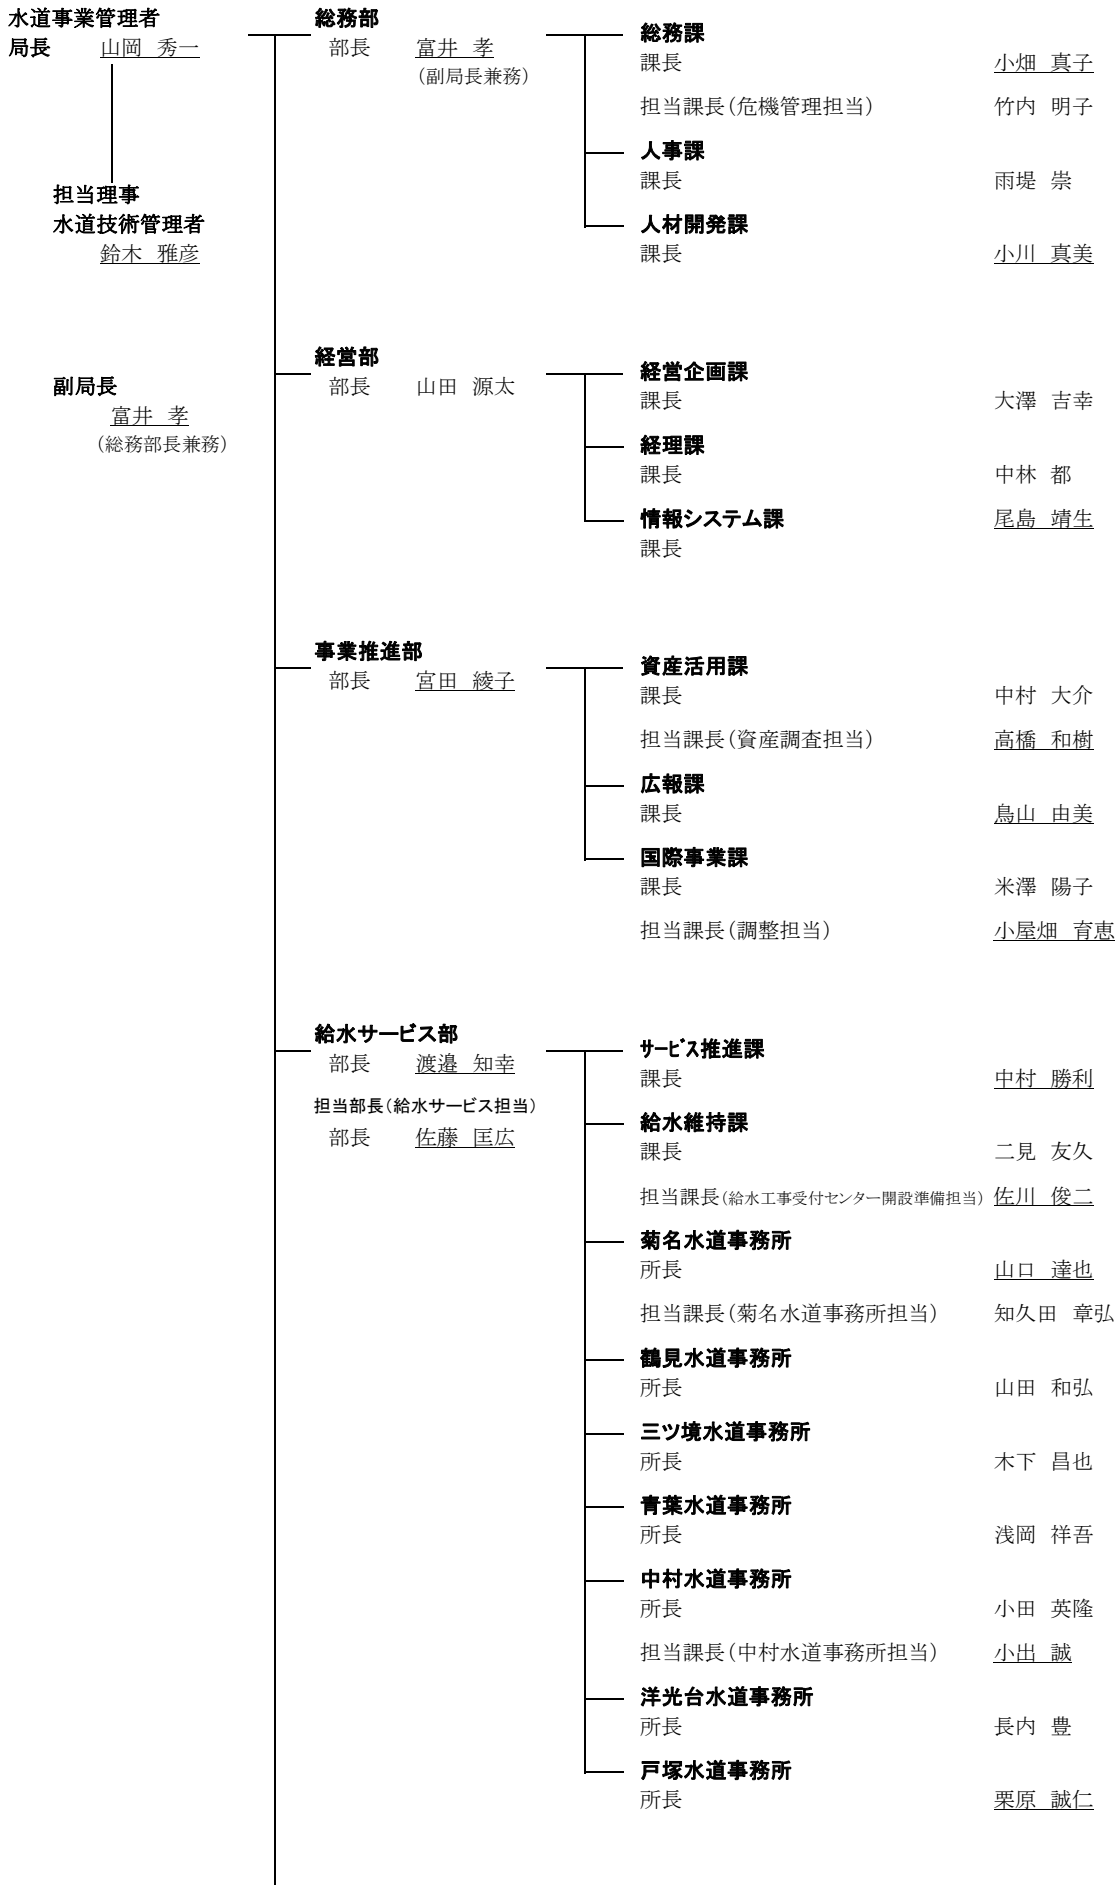 水道事業管理者
局長 山岡 秀一
担当理事
水道技術管理者
鈴木 雅彦
副局長
富井 孝
（総務部長兼務）
総務部
部長 富井 孝
（副局長兼務）
総務課
課長 小畑 真子
担当課長（危機管理担当） 竹内 明子
人事課
課長 雨堤 崇
人材開発課
課長 小川 真美
経営部
部長 山田 源太
経営企画課
課長 大澤 吉幸
経理課
課長 中林 都
情報システム課 尾島 靖生
課長
事業推進部
部長 宮田 綾子
資産活用課
課長 中村 大介
担当課長（資産調査担当） 高橋 和樹
広報課
課長 鳥山 由美
国際事業課
課長 米澤 陽子
担当課長（調整担当） 小屋畑 育恵
給水サービス部
部長 渡邉 知幸
担当部長（給水サービス担当）
部長 佐藤 匡広
ｻｰﾋﾞｽ推進課
課長 中村 勝利
給水維持課
課長 二見 友久
担当課長（給水工事受付センター開設準備担当） 佐川 俊二
菊名水道事務所
所長 山口 達也
担当課長（菊名水道事務所担当） 知久田 章弘
鶴見水道事務所
所長 山田 和弘
三ツ境水道事務所
所長 木下 昌也
青葉水道事務所
所長 浅岡 祥吾
中村水道事務所
所長 小田 英隆
担当課長（中村水道事務所担当） 小出 誠
洋光台水道事務所
所長 長内 豊
戸塚水道事務所
所長 栗原 誠仁